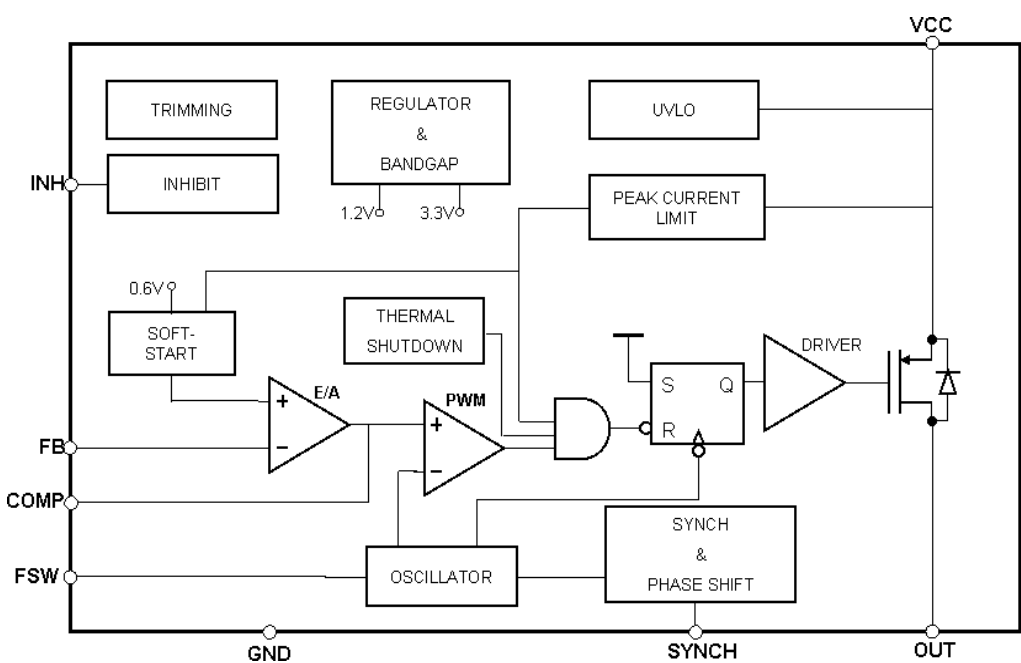 VCC
TRIMMING
REGULATOR
&
BANDGAP
UVLO
INH
INHIBIT
PEAK CURRENT
LIMIT
1.2V
3.3V
0.6V
SOFT-
START
THERMAL
SHUTDOWN
DRIVER
E/A
PWM
S
Q
R
+
−
+
−
FB
COMP
SYNCH
&
PHASE SHIFT
FSW
OSCILLATOR
GND
SYNCH
OUT